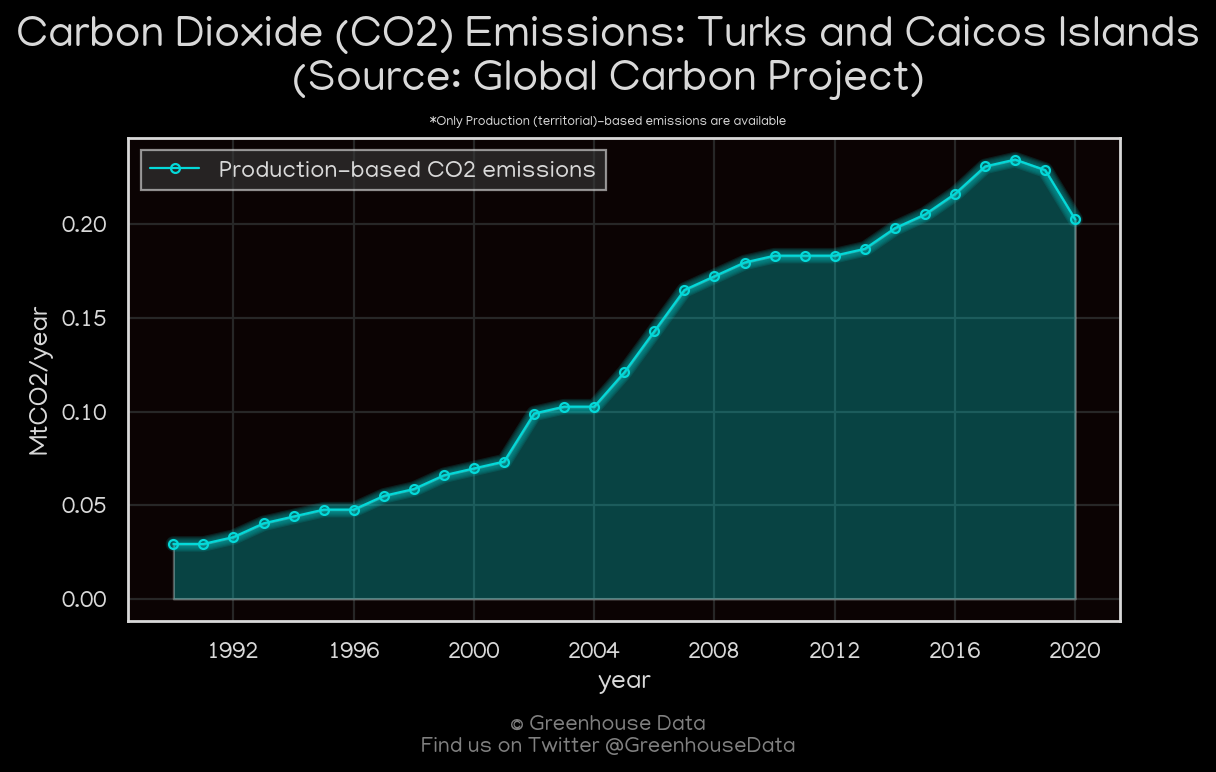 Carbon Dioxide (CO2) Emissions: Turks and Caicos Islands
(Source: Global Carbon Project)
*Only Production (territorial)-based emissions are available
Production-based CO2 emissions
MtCO2/year
0.20
0.15
0.10
0.05
0.00
1992 1996 2000 2004 2008 2012 2016 2020
year
© Greenhouse Data
Find us on Twitter @GreenhouseData